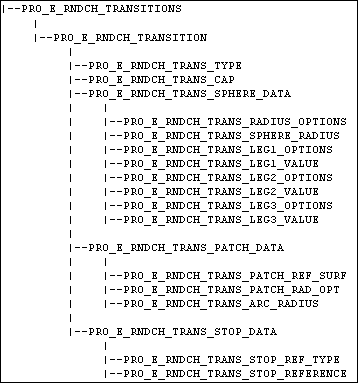 |--PRO_E_RNDCH_TRANSITIONS
|--PRO_E_RNDCH_TRANSITION
|--PRO_E_RNDCH_TRANS_TYPE
|--PRO_E_RNDCH_TRANS_CAP
|--PRO_E_RNDCH_TRANS_SPHERE_DATA
|--PRO_E_RNDCH_TRANS_RADIUS_OPTIONS
|--PRO_E_RNDCH_TRANS_SPHERE_RADIUS
|--PRO_E_RNDCH_TRANS_LEG1_OPTIONS
|--PRO_E_RNDCH_TRANS_LEG1_VALUE
|--PRO_E_RNDCH_TRANS_LEG2_OPTIONS
|--PRO_E_RNDCH_TRANS_LEG2_VALUE
|--PRO_E_RNDCH_TRANS_LEG3_OPTIONS
|--PRO_E_RNDCH_TRANS_LEG3_VALUE
|--PRO_E_RNDCH_TRANS_PATCH_DATA
|--PRO_E_RNDCH_TRANS_PATCH_REF_SURF
|--PRO_E_RNDCH_TRANS_PATCH_RAD_OPT
|--PRO_E_RNDCH_TRANS_ARC_RADIUS
|--PRO_E_RNDCH_TRANS_STOP_DATA
|--PRO_E_RNDCH_TRANS_STOP_REF_TYPE
|--PRO_E_RNDCH_TRANS_STOP_REFERENCE